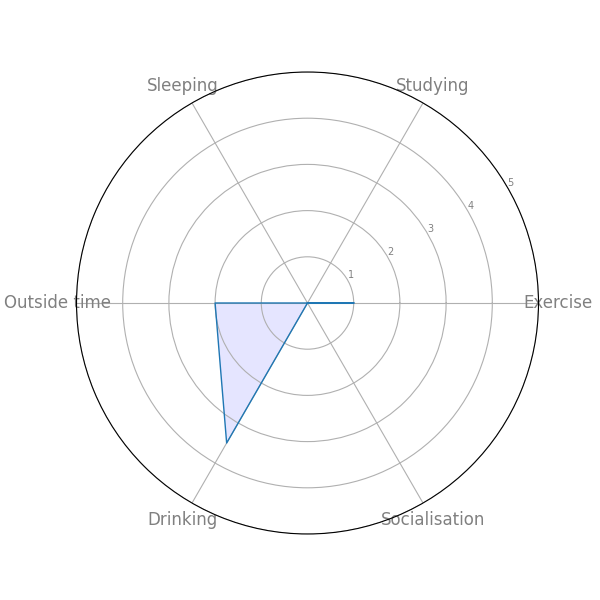 Sleeping
Studying
5
4
3
2
1
Outside time
Exercise
Drinking
Socialisation